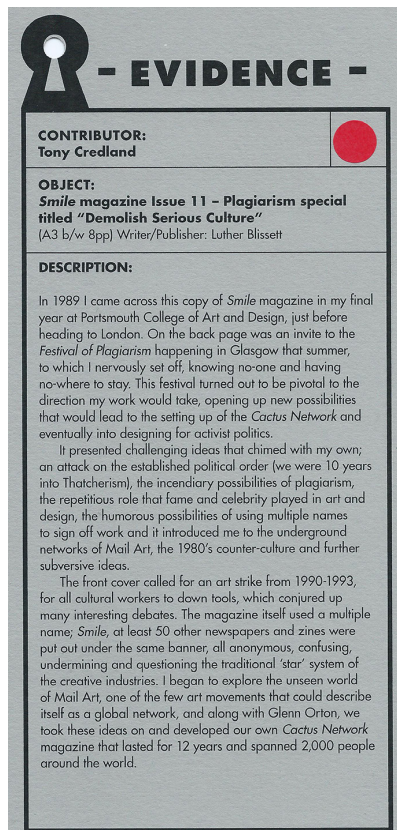 - EVIDENCE -
CONTRIBUTOR:
Tony Credland
OBJECT:
Smile magazine Issue 11 – Plagiarism special
titled “Demolish Serious Culture”
(A3 b/w 8pp) Writer/Publisher: Luther Blissett
DESCRIPTION:
In 1989 I came across this copy of Smile magazine in my final
year at Portsmouth College of Art and Design, just before
heading to London. On the back page was an invite to the
Festival of Plagiarism happening in Glasgow that summer,
to which I nervously set off, knowing no-one and having
no-where to stay. This festival turned out to be pivotal to the
direction my work would take, opening up new possibilities
that would lead to the setting up of the Cactus Network and
eventually into designing for activist politics.
It presented challenging ideas that chimed with my own;
an attack on the established political order (we were 10 years
into Thatcherism), the incendiary possibilities of plagiarism,
the repetitious role that fame and celebrity played in art and
design, the humorous possibilities of using multiple names
to sign off work and it introduced me to the underground
networks of Mail Art, the 1980’s counter-culture and further
subversive ideas.
The front cover called for an art strike from 1990-1993,
for all cultural workers to down tools, which conjured up
many interesting debates. The magazine itself used a multiple
name; Smile, at least 50 other newspapers and zines were
put out under the same banner, all anonymous, confusing,
undermining and questioning the traditional ‘star’ system of
the creative industries. I began to explore the unseen world
of Mail Art, one of the few art movements that could describe
itself as a global network, and along with Glenn Orton, we
took these ideas on and developed our own Cactus Network
magazine that lasted for 12 years and spanned 2,000 people
around the world.